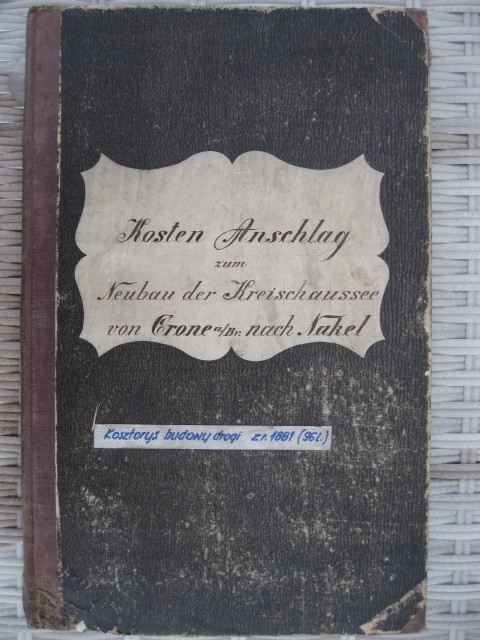 Kosten Anschlag
zum
Neubau der Kreischaussee
von Crone a/Br. nach Nakel
Kosztorys budowy drogi z r. 1881 (96 l.)